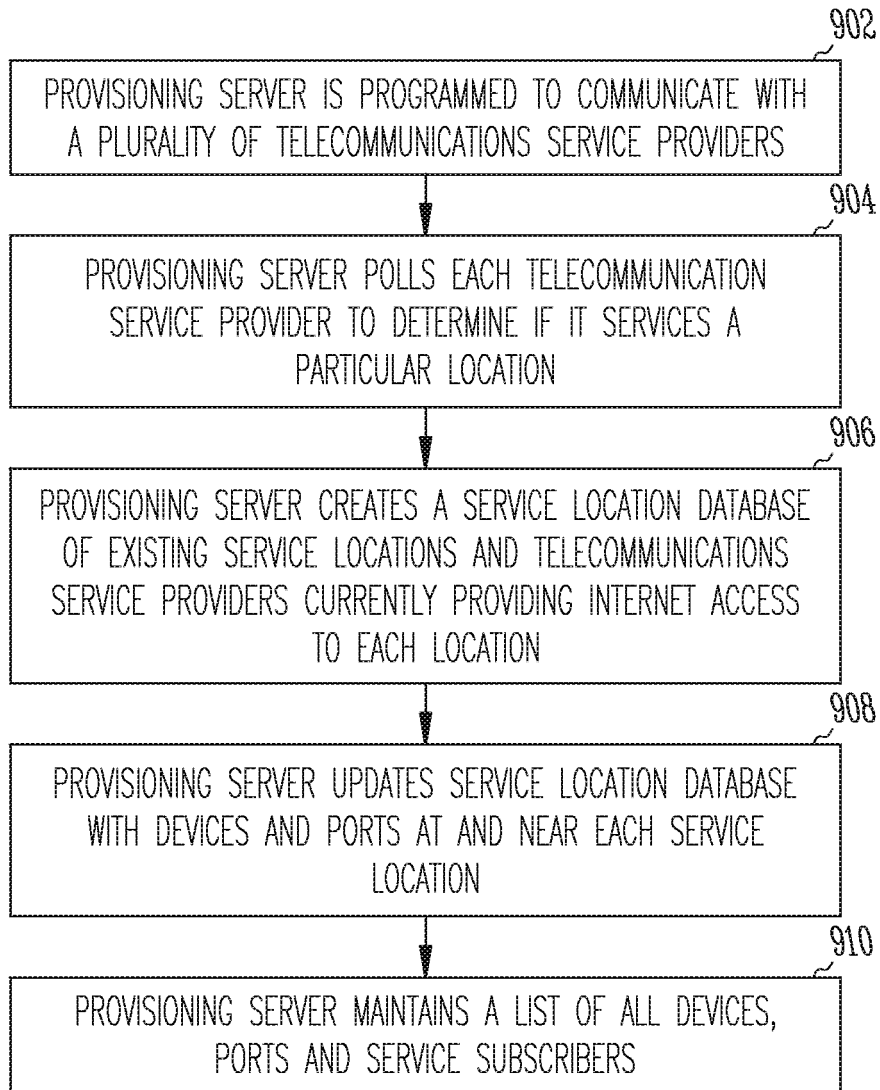 902
PROVISIONING SERVER IS PROGRAMMED TO COMMUNICATE WITH
A PLURALITY OF TELECOMMUNICATIONS SERVICE PROVIDERS
904
PROVISIONING SERVER POLLS EACH TELECOMMUNICATION
SERVICE PROVIDER TO DETERMINE IF IT SERVICES A
PARTICULAR LOCATION
906
PROVISIONING SERVER CREATES A SERVICE LOCATION DATABASE
OF EXISTING SERVICE LOCATIONS AND TELECOMMUNICATIONS
SERVICE PROVIDERS CURRENTLY PROVIDING INTERNET ACCESS
TO EACH LOCATION
908
PROVISIONING SERVER UPDATES SERVICE LOCATION DATABASE
WITH DEVICES AND PORTS AT AND NEAR EACH SERVICE
LOCATION
910
PROVISIONING SERVER MAINTAINS A LIST OF ALL DEVICES,
PORTS AND SERVICE SUBSCRIBERS